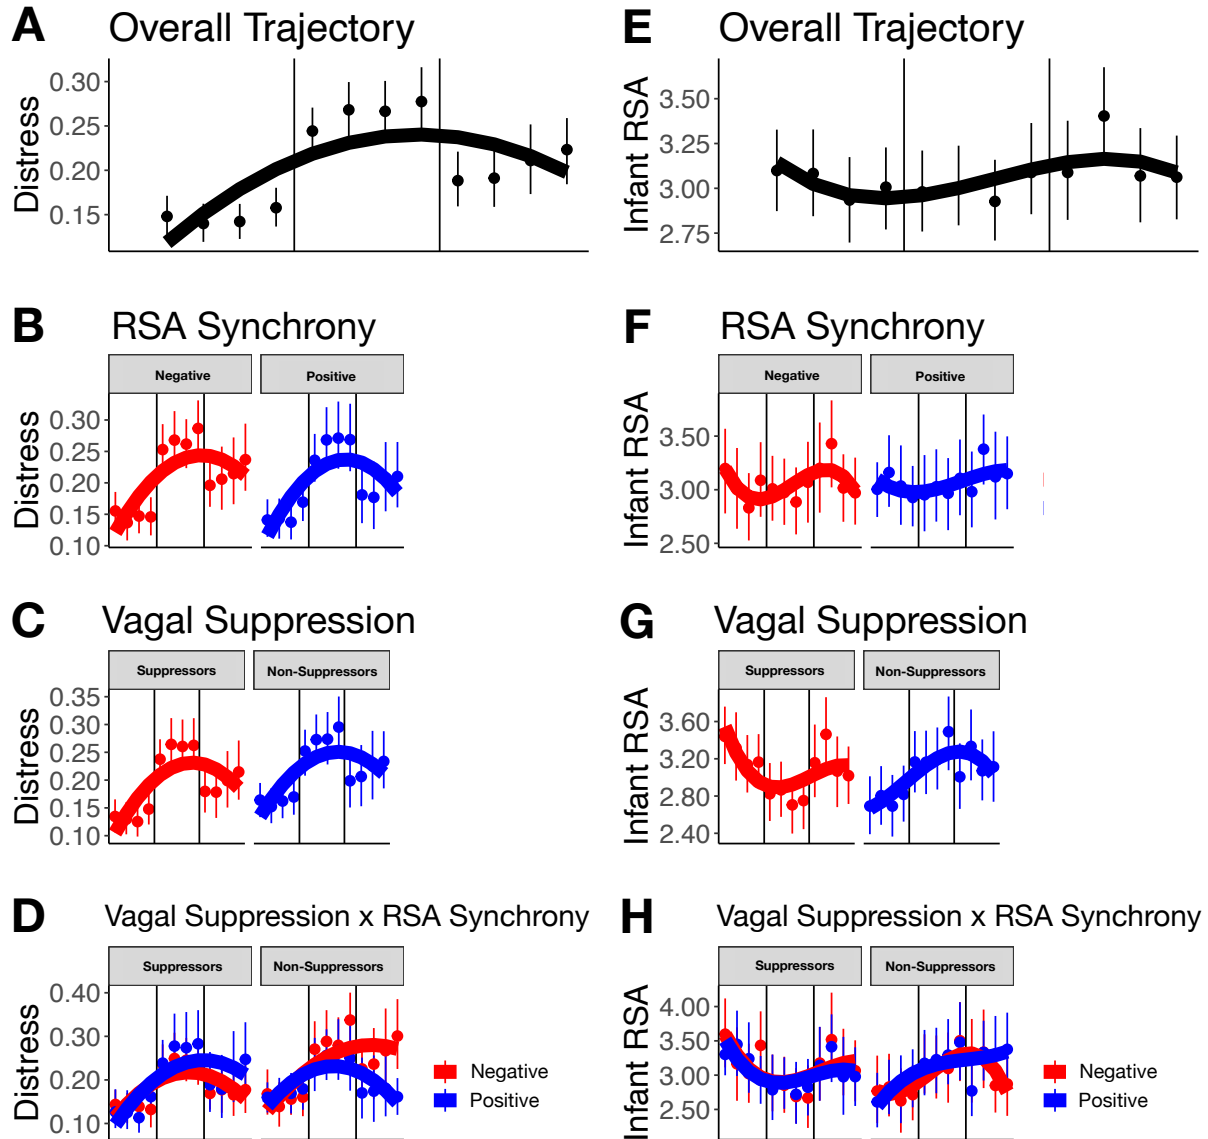 A Overall Trajectory
Distress
0.30
0.25
0.20
0.15
E Overall Trajectory
Infant RSA
3.50
3.25
3.00
2.75
B RSA Synchrony
Negative Positive
Distress
0.30
0.25
0.20
0.15
0.10
F RSA Synchrony
Negative Positive
Infant RSA
3.50
3.00
2.50
C Vagal Suppression
Suppressors Non-Suppressors
Distress
0.35
0.30
0.25
0.20
0.15
0.10
G Vagal Suppression
Suppressors Non-Suppressors
Infant RSA
3.60
3.20
2.80
2.40
D Vagal Suppression x RSA Synchrony
Suppressors Non-Suppressors
Distress
0.40
0.30
0.20
0.10
Negative
Positive
H Vagal Suppression x RSA Synchrony
Suppressors Non-Suppressors
Infant RSA
4.00
3.50
3.00
2.50
Negative
Positive